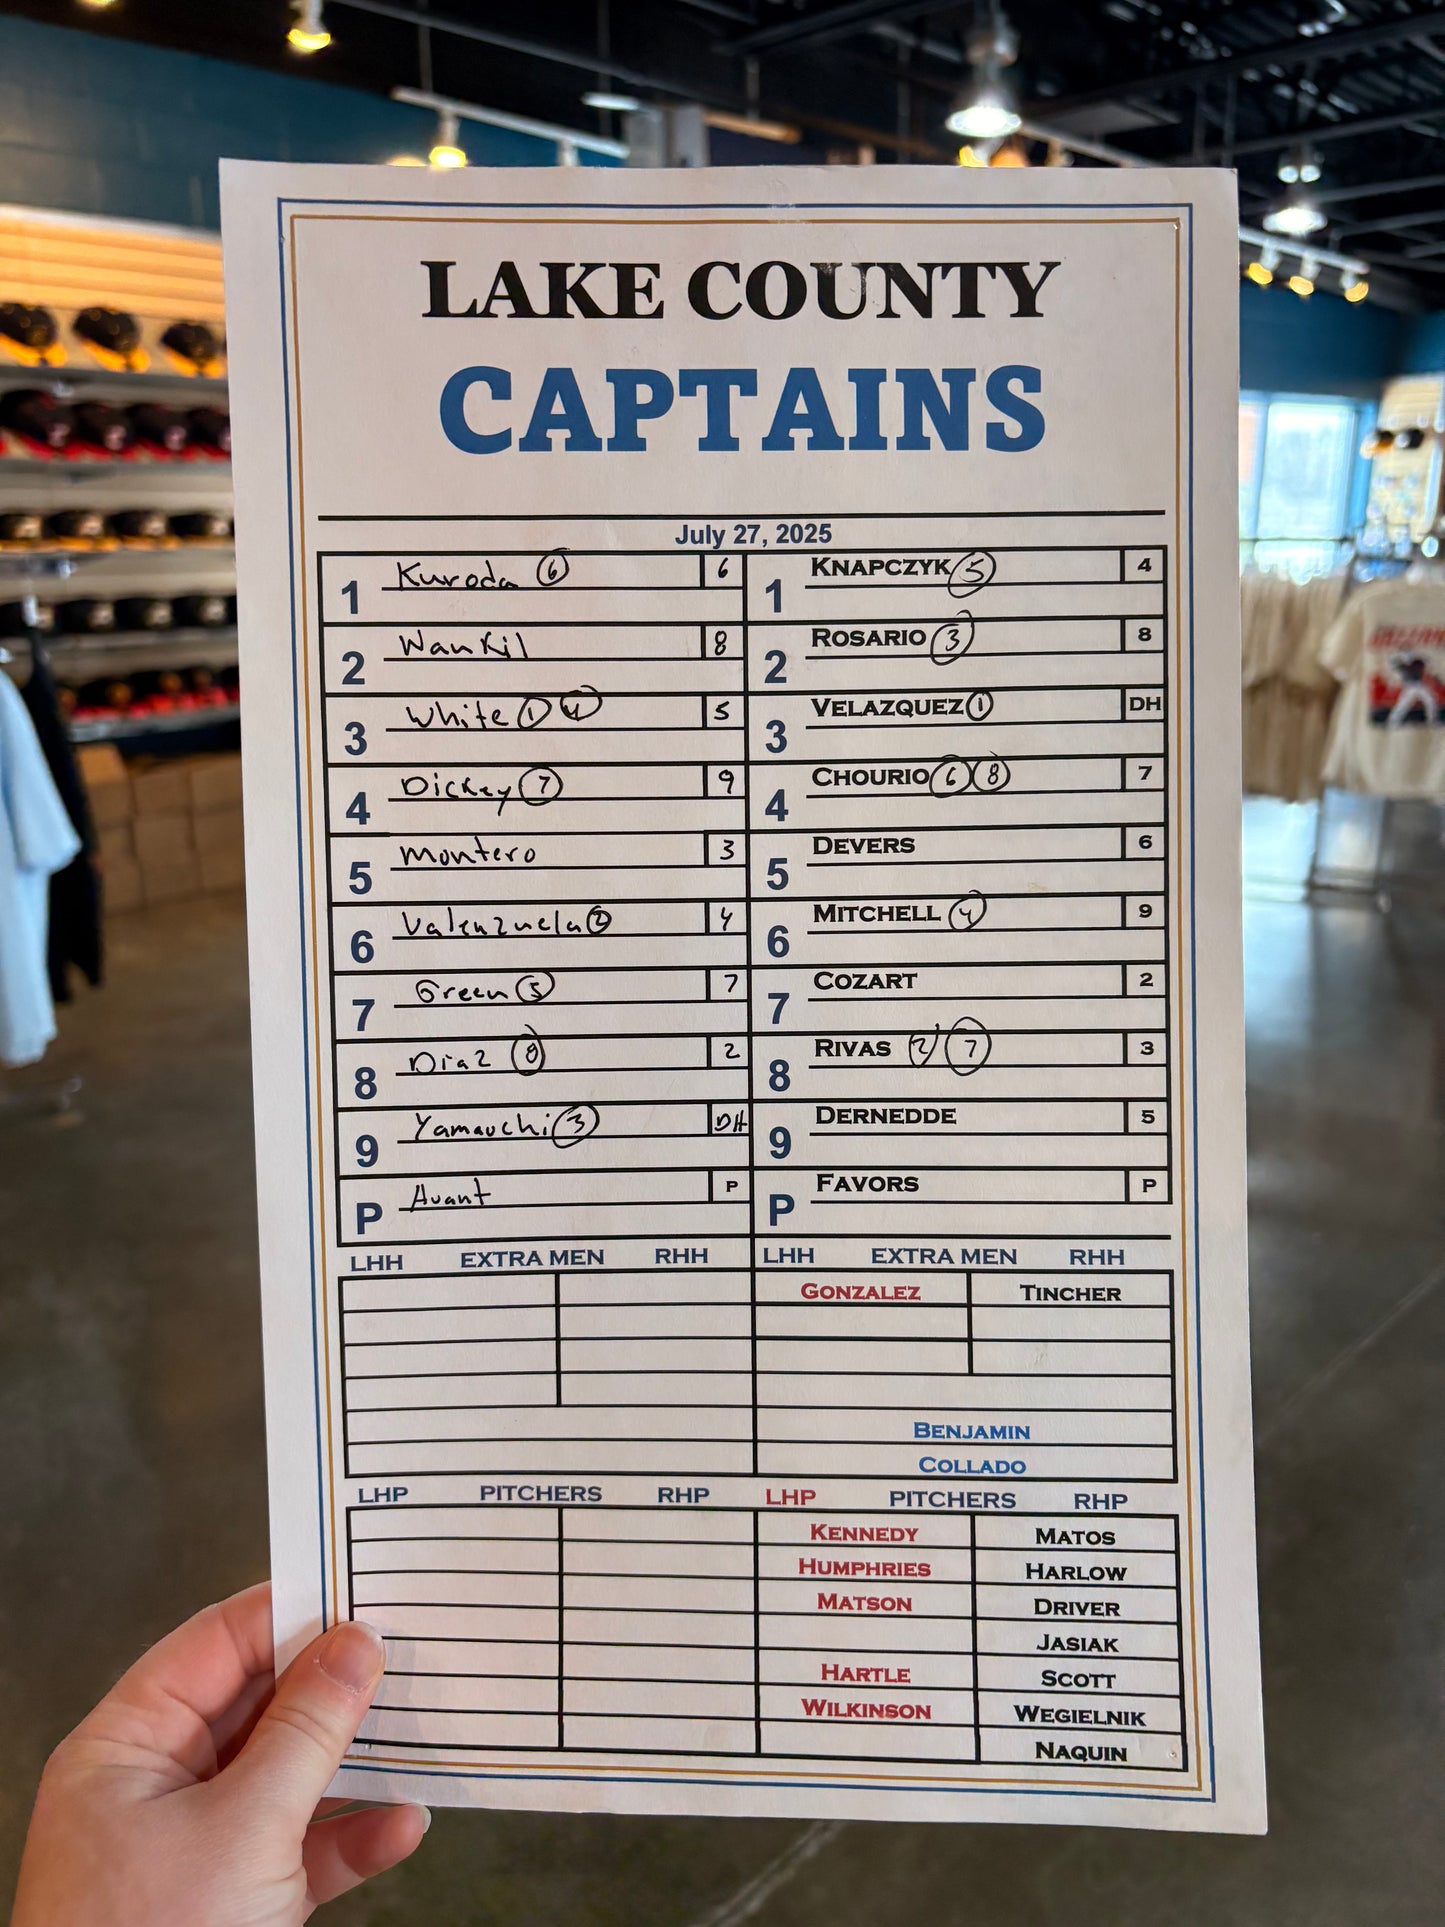 LAKE COUNTY
CAPTAINS
July 27, 2025
1 Kuroda 6 6
2 Wankil 8
3 White 1 4 5
4 Dickey 7 9
5 Montero 3
6 Valenzuela 2 4
7 Green 5 7
8 Diaz 8 2
9 Yamauchi 3 DH
P Avant P
1 KNAPCZYK 5 4
2 ROSARIO 3 8
3 VELAZQUEZ 1 DH
4 CHOURIO 6 8 7
5 DEVERS 6
6 MITCHELL 4 9
7 COZART 2
8 RIVAS 2 7 3
9 DERNEDDE 5
P FAVORS P
LHH EXTRA MEN RHH
LHH EXTRA MEN RHH
GONZALEZ TINCHER
BENJAMIN
COLLADO
LHP PITCHERS RHP
LHP PITCHERS RHP
KENNEDY MATOS
HUMPHRIES HARLOW
MATSON DRIVER
JASIAK
HARTLE SCOTT
WILKINSON WEGIELNIK
NAQUIN